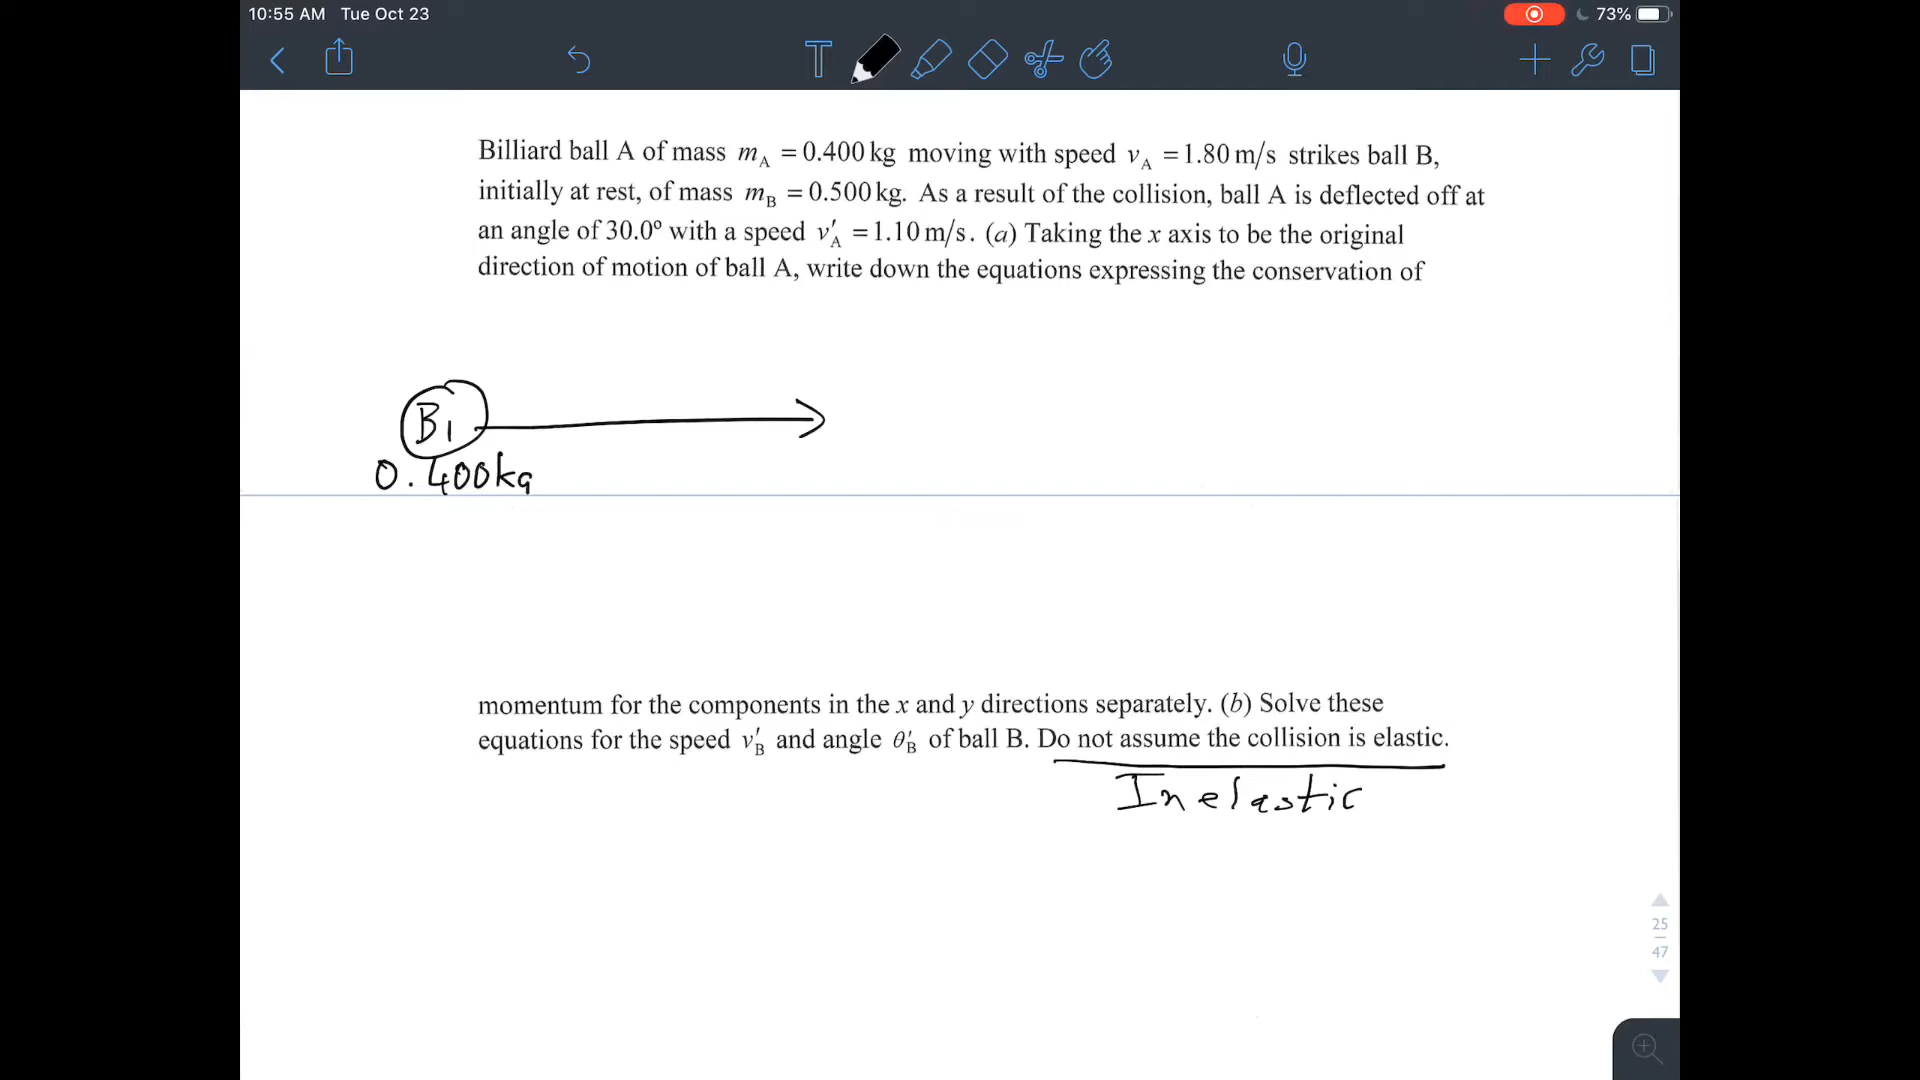 10:55 AM Tue Oct 23
73%
T
Billiard ball A of mass m_A = 0.400 kg moving with speed v_A = 1.80 m/s strikes ball B,
initially at rest, of mass m_B = 0.500 kg. As a result of the collision, ball A is deflected off at
an angle of 30.0º with a speed v′_A = 1.10 m/s. (a) Taking the x axis to be the original
direction of motion of ball A, write down the equations expressing the conservation of
B1
0.400kg
momentum for the components in the x and y directions separately. (b) Solve these
equations for the speed v′_B and angle θ′_B of ball B. Do not assume the collision is elastic.
Inelastic
25
47